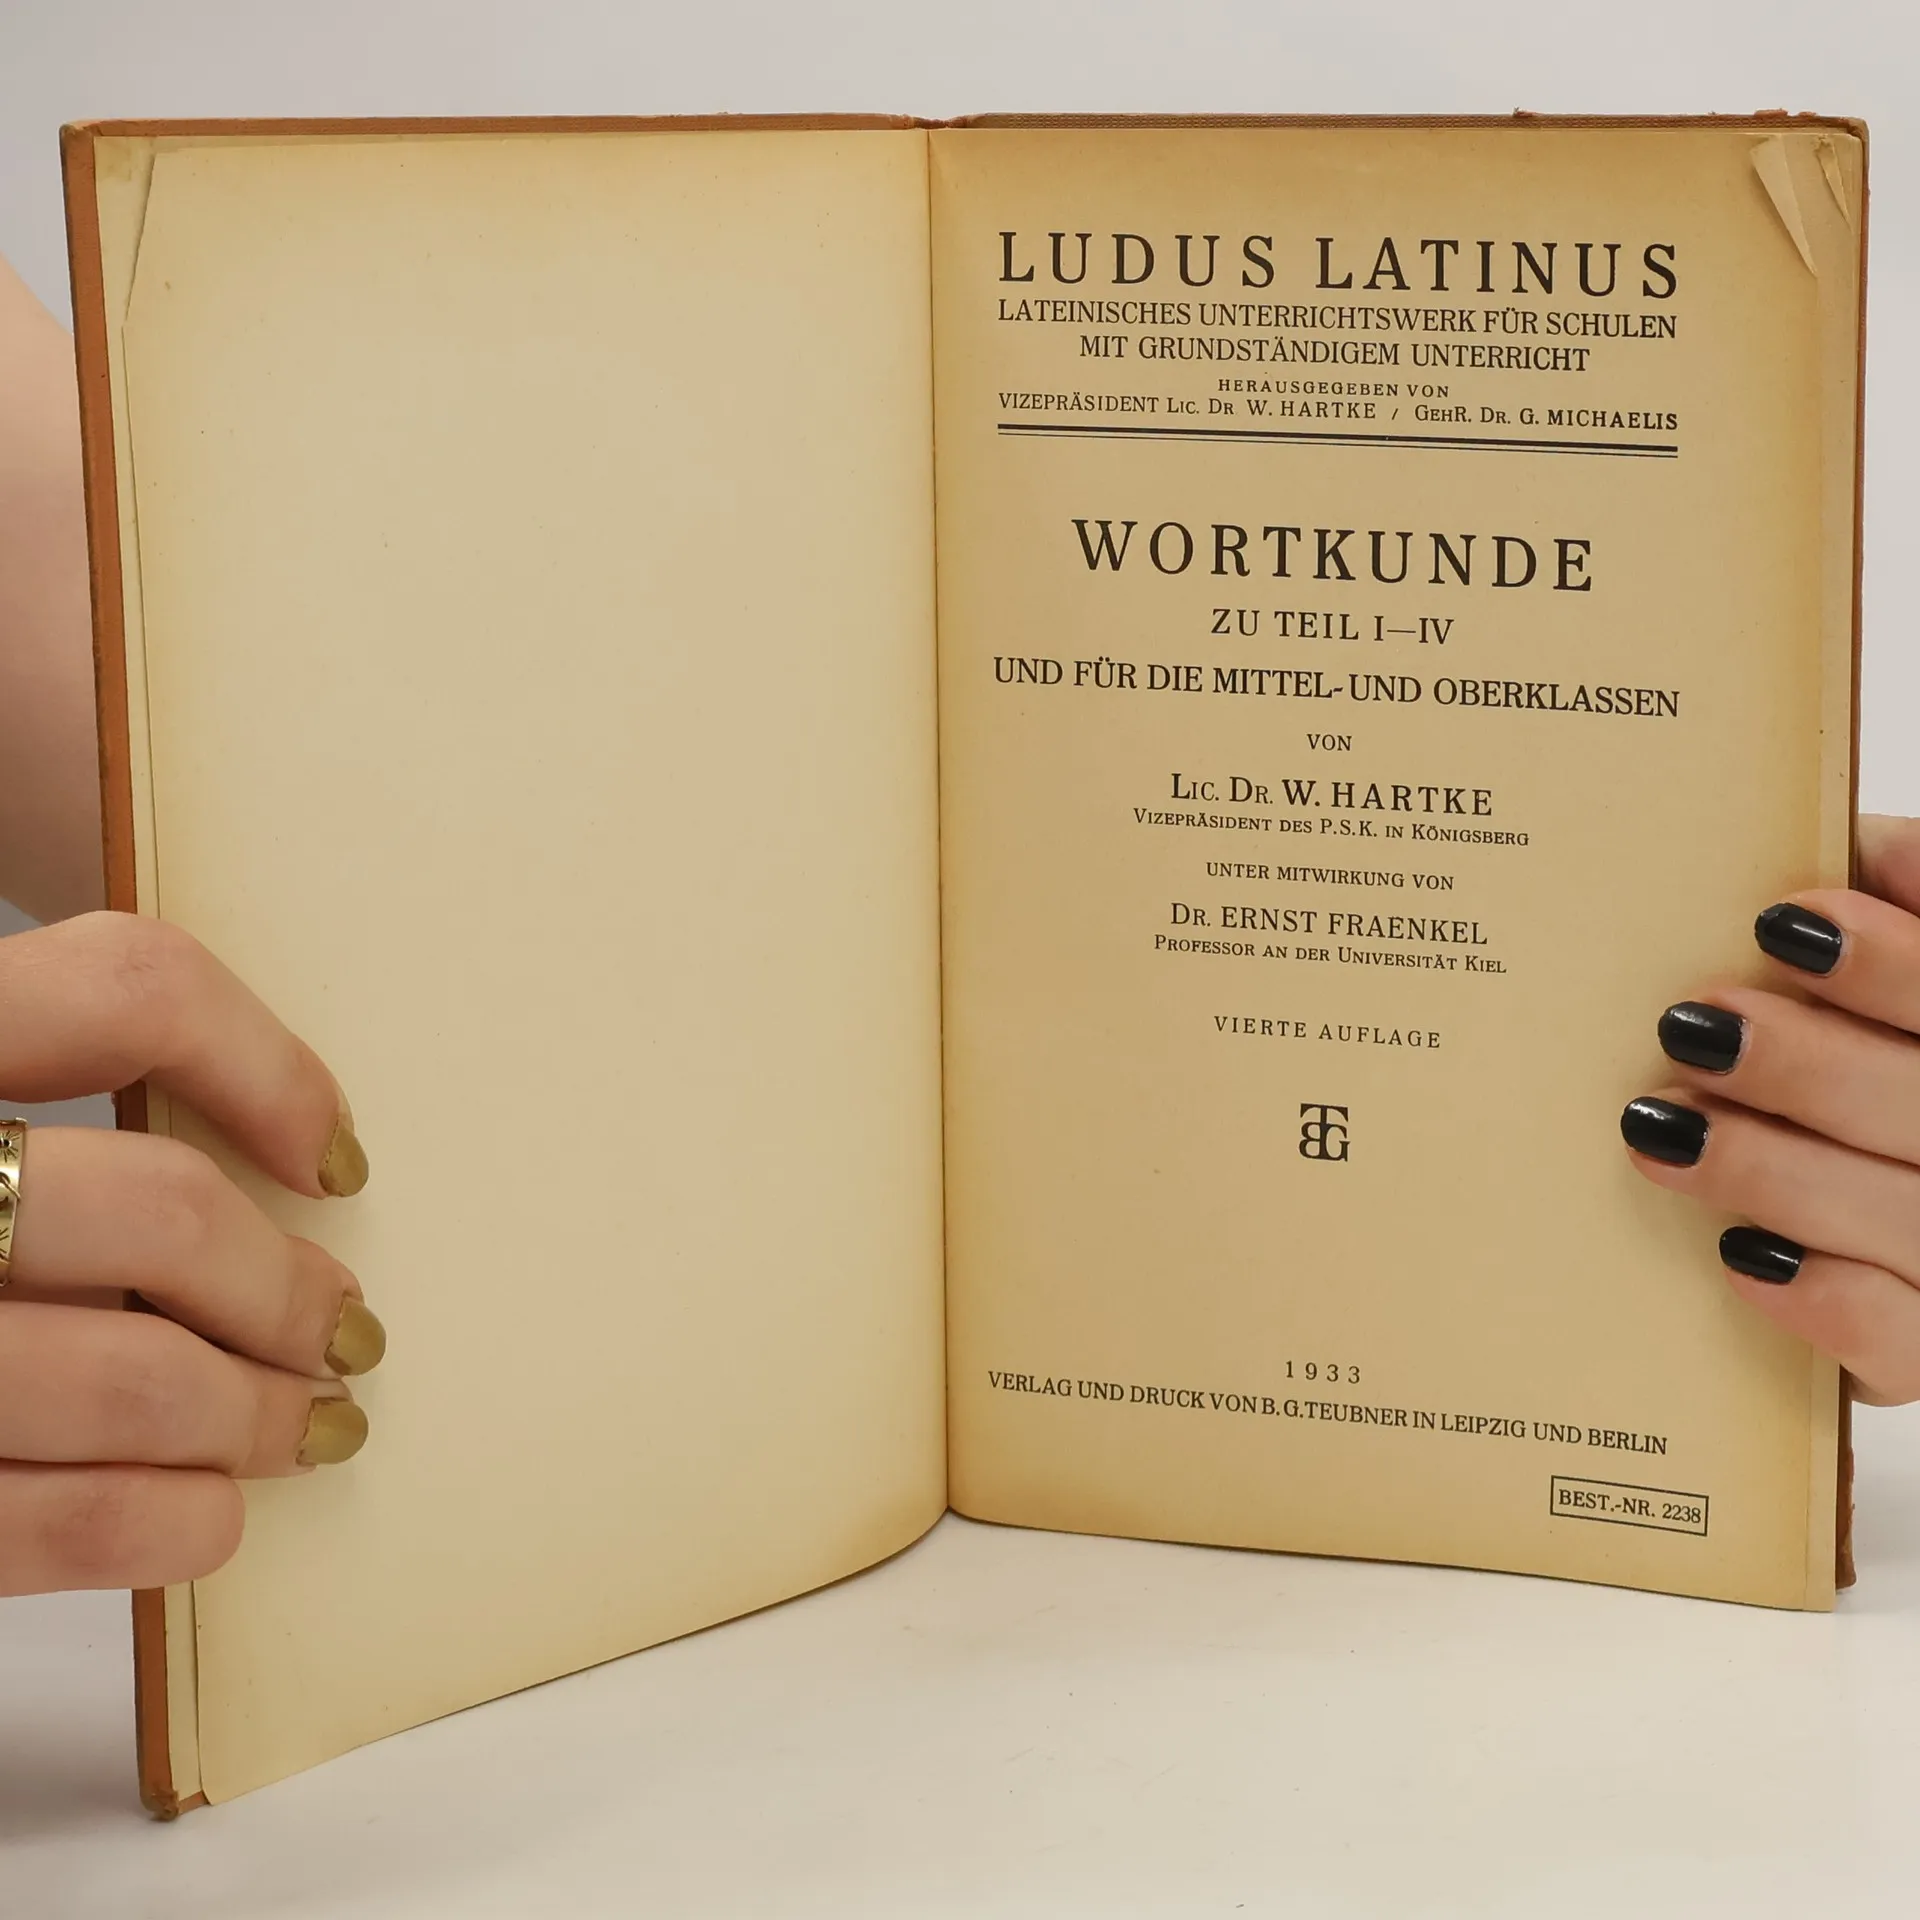 LUDUS LATINUS
LATEINISCHES UNTERRICHTSWERK FÜR SCHULEN
MIT GRUNDSTÄNDIGEM UNTERRICHT
HERAUSGEGEBEN VON
VIZEPRÄSIDENT LIC. DR W. HARTKE / GEHR. DR. G. MICHAELIS
WORTKUNDE
ZU TEIL I—IV
UND FÜR DIE MITTEL- UND OBERKLASSEN
VON
LIC. DR. W. HARTKE
VIZEPRÄSIDENT DES P.S.K. IN KÖNIGSBERG
UNTER MITWIRKUNG VON
DR. ERNST FRAENKEL
PROFESSOR AN DER UNIVERSITÄT KIEL
VIERTE AUFLAGE
BTG
1933
VERLAG UND DRUCK VON B. G. TEUBNER IN LEIPZIG UND BERLIN
BEST.-NR. 2238